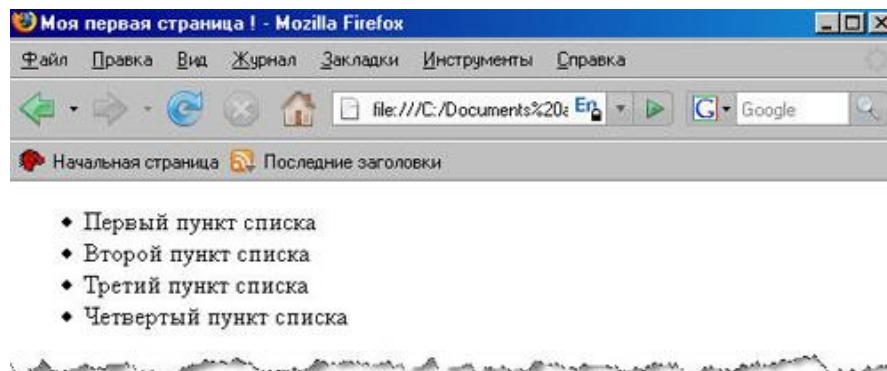 Моя первая страница ! - Mozilla Firefox
Файл Правка Вид Журнал Закладки Инструменты Справка
file:///C:/Documents%20a En G Google
Начальная страница Последние заголовки
Первый пункт списка
Второй пункт списка
Третий пункт списка
Четвертый пункт списка